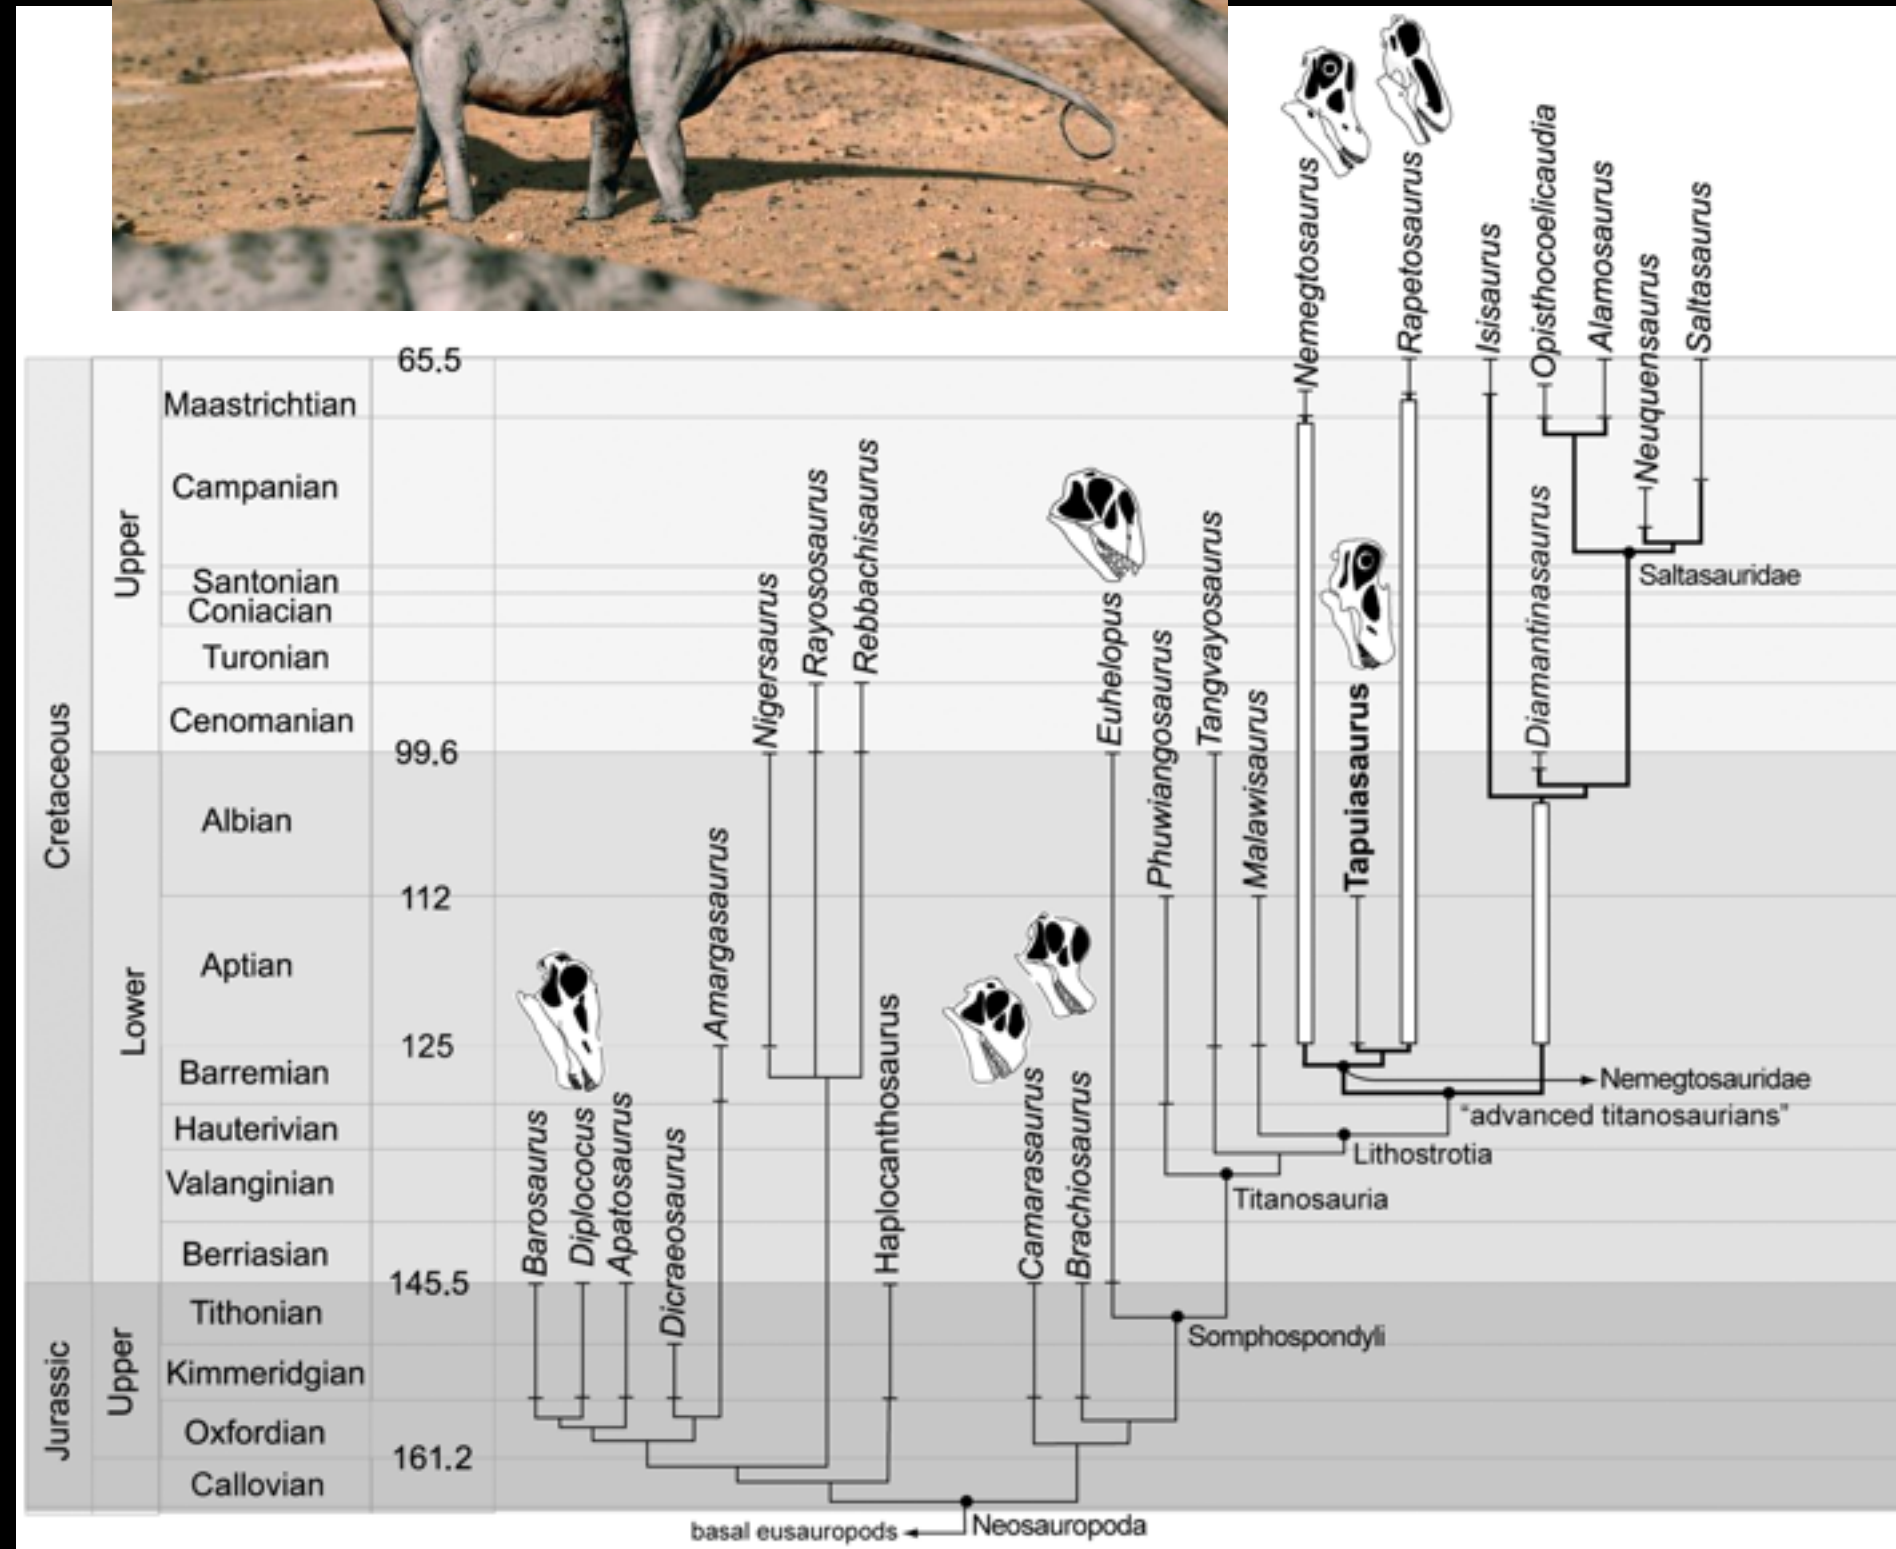 Nemegtosaurus
Rapetosaurus
Isisaurus
Opisthocoelicaudia
Alamosaurus
Neuquensaurus
Saltasaurus
65.5
Maastrichtian
Campanian
Santonian
Coniacian
Turonian
Cenomanian
99.6
Albian
112
Aptian
125
Barremian
Hauterivian
Valanginian
Berriasian
145.5
Tithonian
Kimmeridgian
Oxfordian
161.2
Callovian
Cretaceous
Upper
Lower
Jurassic
Upper
Barosaurus
Diplococus
Apatosaurus
Dicraeosaurus
Amargasaurus
Nigersaurus
Rayososaurus
Rebbachisaurus
Haplocanthosaurus
Camarasaurus
Brachiosaurus
Euhelopus
Phuwiangosaurus
Tangvayosaurus
Malawisaurus
Tapuiasaurus
Diamantinasaurus
Saltasauridae
Nemegtosauridae
“advanced titanosaurians”
Lithostrotia
Titanosauria
Somphospondyli
Neosauropoda
basal eusauropods